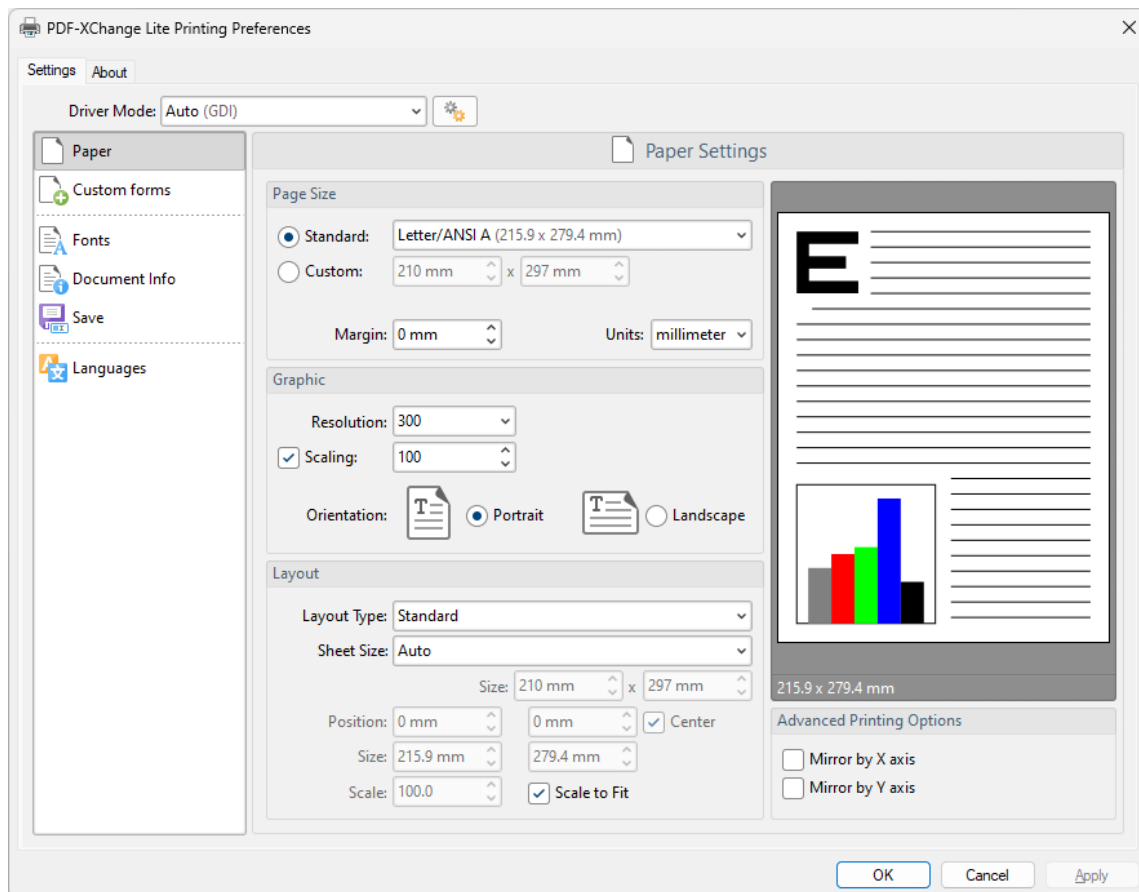 PDF-XChange Lite Printing Preferences
Settings About
Driver Mode: Auto (GDI)
Paper
Custom forms
Fonts
Document Info
Save
Languages
Paper Settings
Page Size
Standard: Letter/ANSI A (215.9 x 279.4 mm)
Custom: 210 mm x 297 mm
Margin: 0 mm Units: millimeter
Graphic
Resolution: 300
Scaling: 100
Orientation: T Portrait T Landscape
Layout
Layout Type: Standard
Sheet Size: Auto
Size: 210 mm x 297 mm
Position: 0 mm 0 mm Center
Size: 215.9 mm 279.4 mm
Scale: 100.0 Scale to Fit
E
215.9 x 279.4 mm
Advanced Printing Options
Mirror by X axis
Mirror by Y axis
OK Cancel Apply